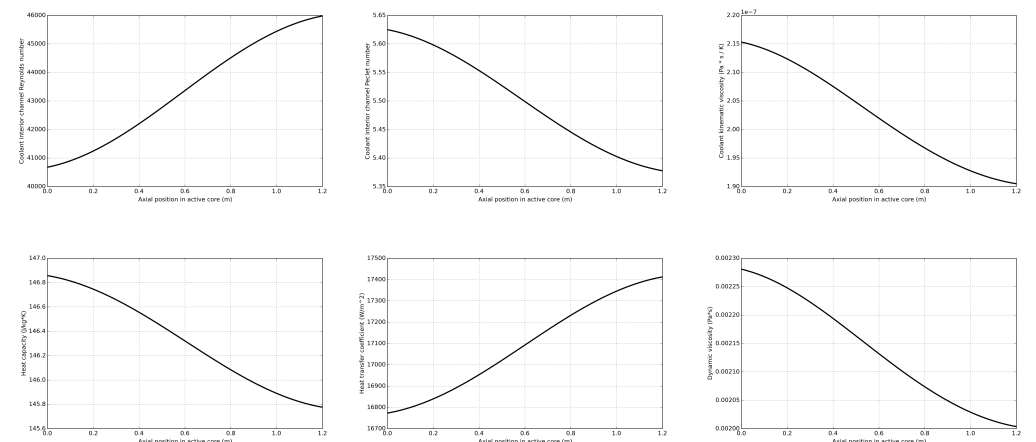 Coolant interior channel Reynolds number
46000
45000
44000
43000
42000
41000
40000
0.0 0.2 0.4 0.6 0.8 1.0 1.2
Axial position in active core (m)
Coolant interior channel Peclet number
5.65
5.60
5.55
5.50
5.45
5.40
5.35
0.0 0.2 0.4 0.6 0.8 1.0 1.2
Axial position in active core (m)
Coolant kinematic viscosity (Pa * s / K)
1e−7
2.20
2.15
2.10
2.05
2.00
1.95
1.90
0.0 0.2 0.4 0.6 0.8 1.0 1.2
Axial position in active core (m)
Heat capacity (J/kg*K)
147.0
146.8
146.6
146.4
146.2
146.0
145.8
145.6
0.0 0.2 0.4 0.6 0.8 1.0 1.2
Axial position in active core (m)
Heat transfer coefficient (W/m^2)
17500
17400
17300
17200
17100
17000
16900
16800
16700
0.0 0.2 0.4 0.6 0.8 1.0 1.2
Axial position in active core (m)
Dynamic viscosity (Pa*s)
0.00230
0.00225
0.00220
0.00215
0.00210
0.00205
0.00200
0.0 0.2 0.4 0.6 0.8 1.0 1.2
Axial position in active core (m)